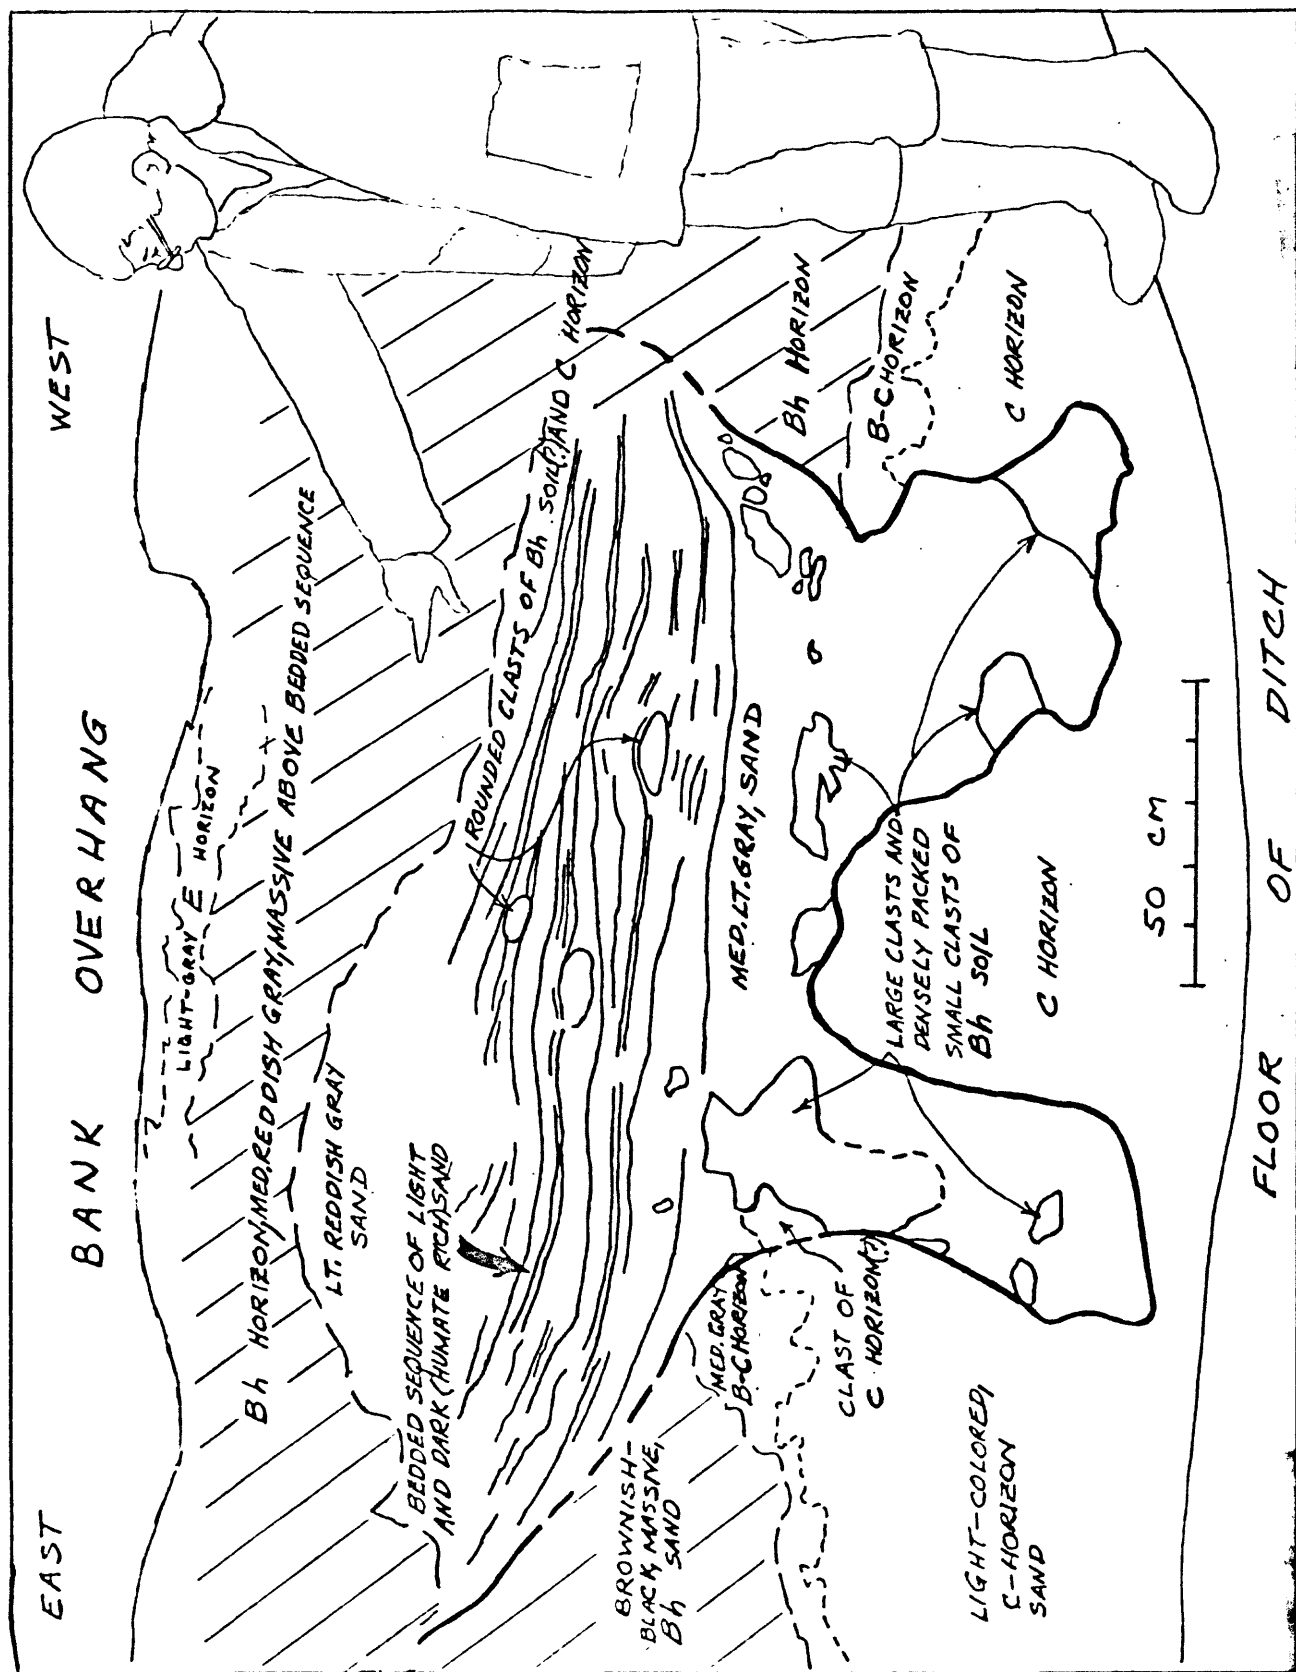 EAST
WEST
BANK OVERHANG
LIGHT-GRAY E HORIZON
Bh HORIZON, MED. REDDISH GRAY, MASSIVE ABOVE BEDDED SEQUENCE
LT. REDDISH GRAY
SAND
ROUNDED CLASTS OF Bh SOIL(?) AND C HORIZON
BEDDED SEQUENCE OF LIGHT
AND DARK (HUMATE RICH) SAND
MED. LT. GRAY, SAND
BROWNISH-
BLACK, MASSIVE,
Bh SAND
MED. GRAY
B-C HORIZON
CLAST OF
C HORIZON(?)
LARGE CLASTS AND
DENSELY PACKED
SMALL CLASTS OF
Bh SOIL
Bh HORIZON
B-C HORIZON
C HORIZON
C HORIZON
LIGHT-COLORED,
C-HORIZON
SAND
50 CM
FLOOR OF DITCH